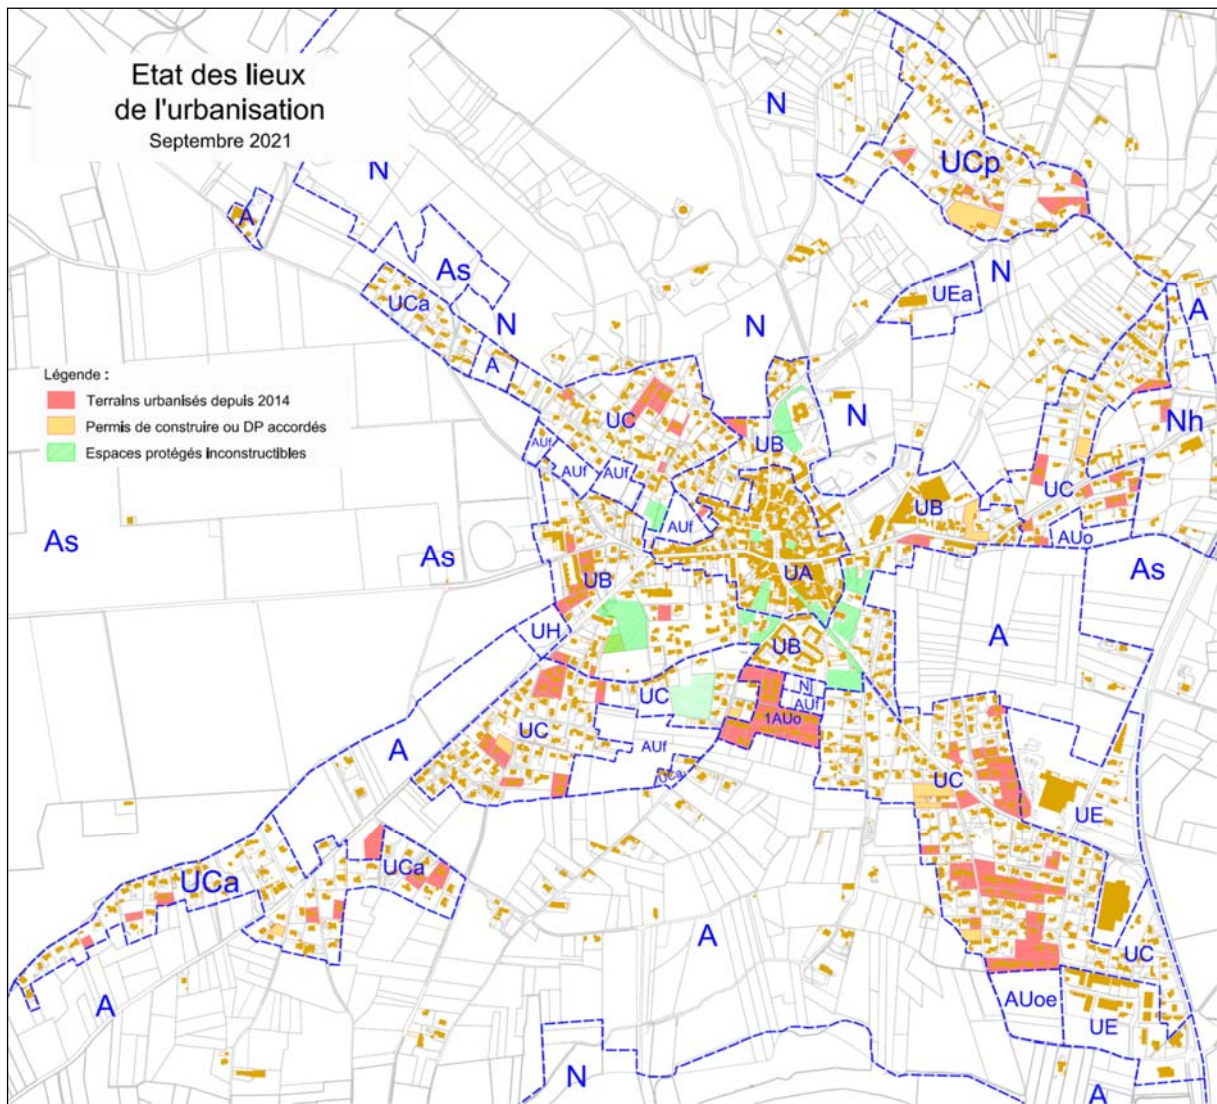 Etat des lieux
de l'urbanisation
Septembre 2021
N
N
UCp
A
As
N
UEa
UCa
N
N
A
A
Légende :
Terrains urbanisés depuis 2014
Permis de construire ou DP accordés
Espaces protégés inconstructibles
UC
UB
N
Nh
AUf
AUf
AUf
UC
UB
AUf
AUo
As
As
As
UA
UB
UH
A
UB
N
UC
AUf
1AUo
UC
AUf
A
UCa
UC
UE
UCa
UCa
A
UC
A
AUoe
UE
N
A